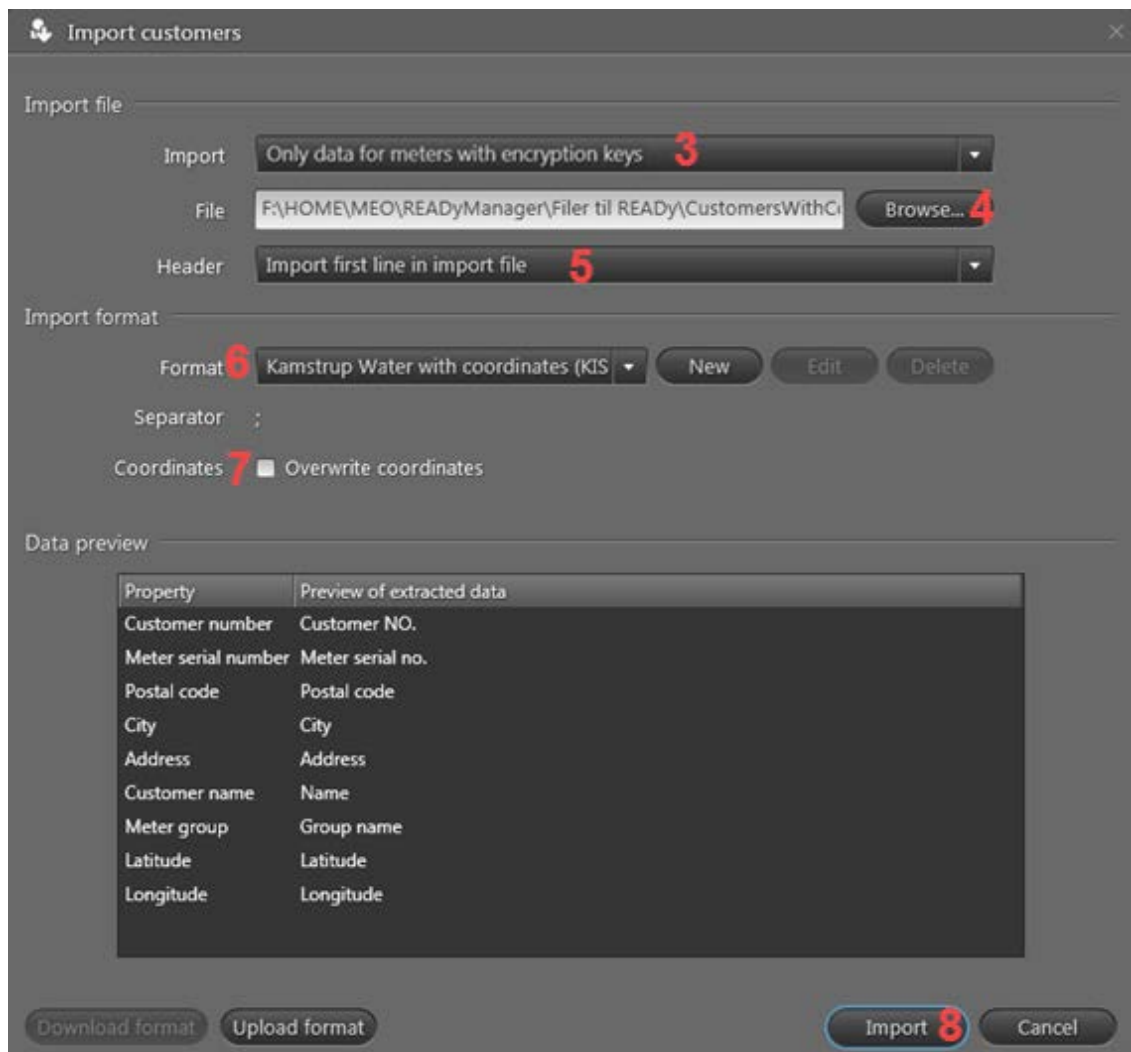 Import customers
Import file
Import Only data for meters with encryption keys 3
File F:\HOME\MEO\READyManager\Filer til READy\CustomersWithC Browse... 4
Header Import first line in import file 5
Import format
Format 6 Kamstrup Water with coordinates (KIS New Edit Delete
Separator ;
Coordinates 7 Overwrite coordinates
Data preview
Property Preview of extracted data
Customer number Customer NO.
Meter serial number Meter serial no.
Postal code Postal code
City City
Address Address
Customer name Name
Meter group Group name
Latitude Latitude
Longitude Longitude
Download format Upload format Import 8 Cancel